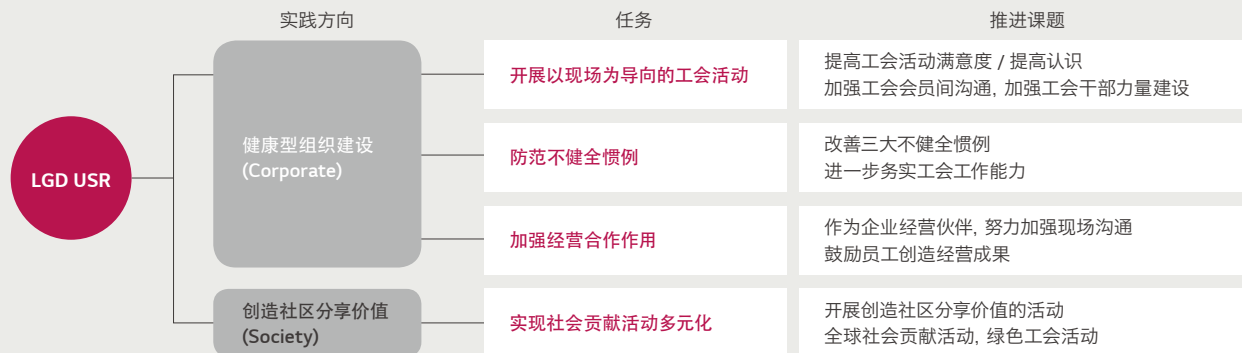 实践方向
任务
推进课题
LGD USR
健康型组织建设
(Corporate)
开展以现场为导向的工会活动
提高工会活动满意度 / 提高认识
加强工会会员间沟通, 加强工会干部力量建设
防范不健全惯例
改善三大不健全惯例
进一步务实工会工作能力
加强经营合作作用
作为企业经营伙伴, 努力加强现场沟通
鼓励员工创造经营成果
创造社区分享价值
(Society)
实现社会贡献活动多元化
开展创造社区分享价值的活动
全球社会贡献活动, 绿色工会活动